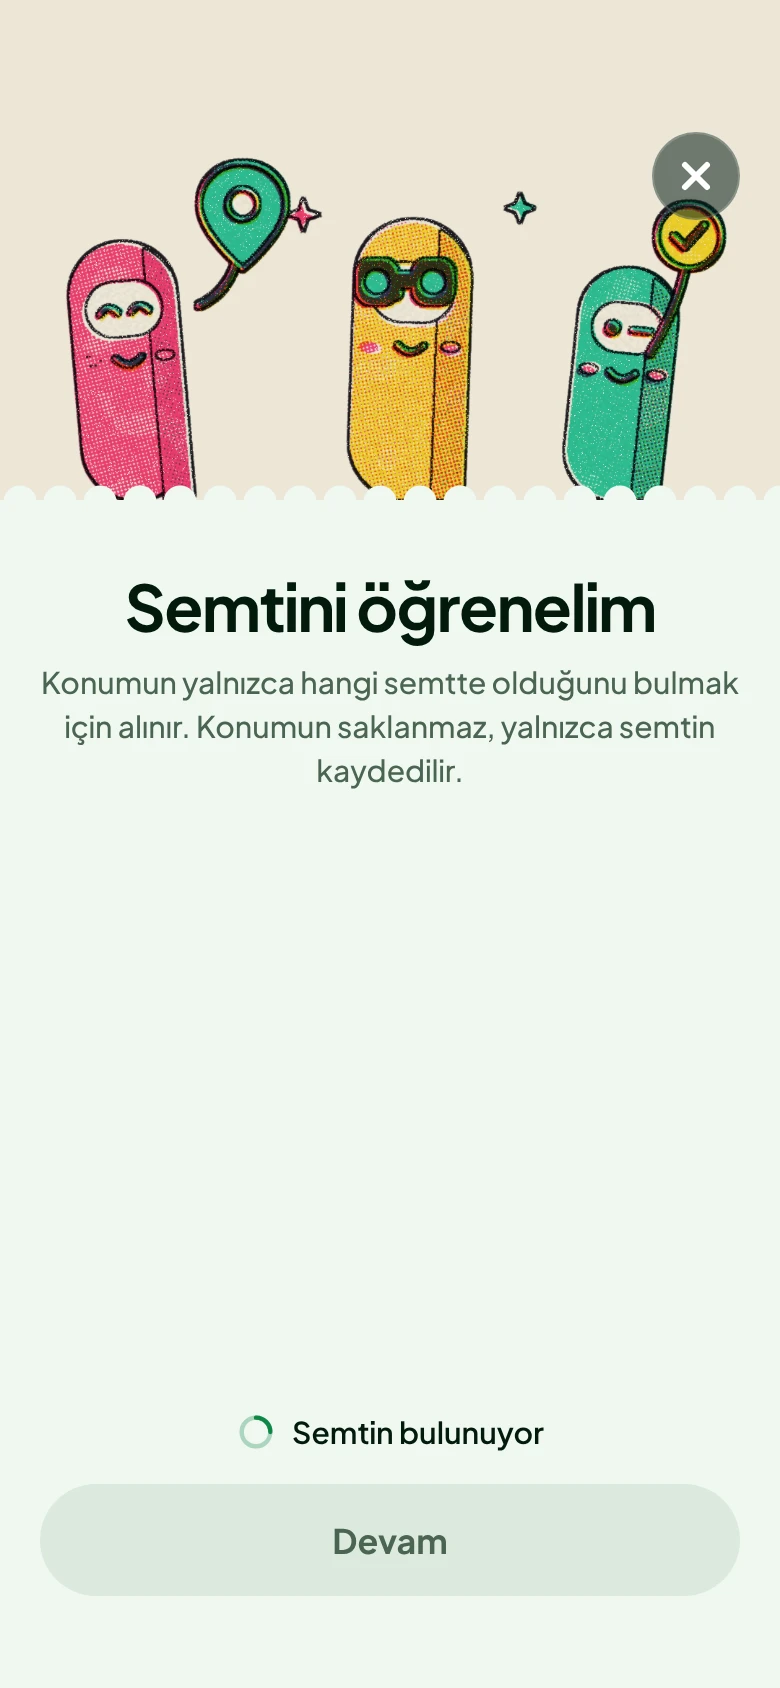 Semtini öğrenelim
Konumun yalnızca hangi semtte olduğunu bulmak
için alınır. Konumun saklanmaz, yalnızca semtin
kaydedilir.
Semtin bulunuyor
Devam